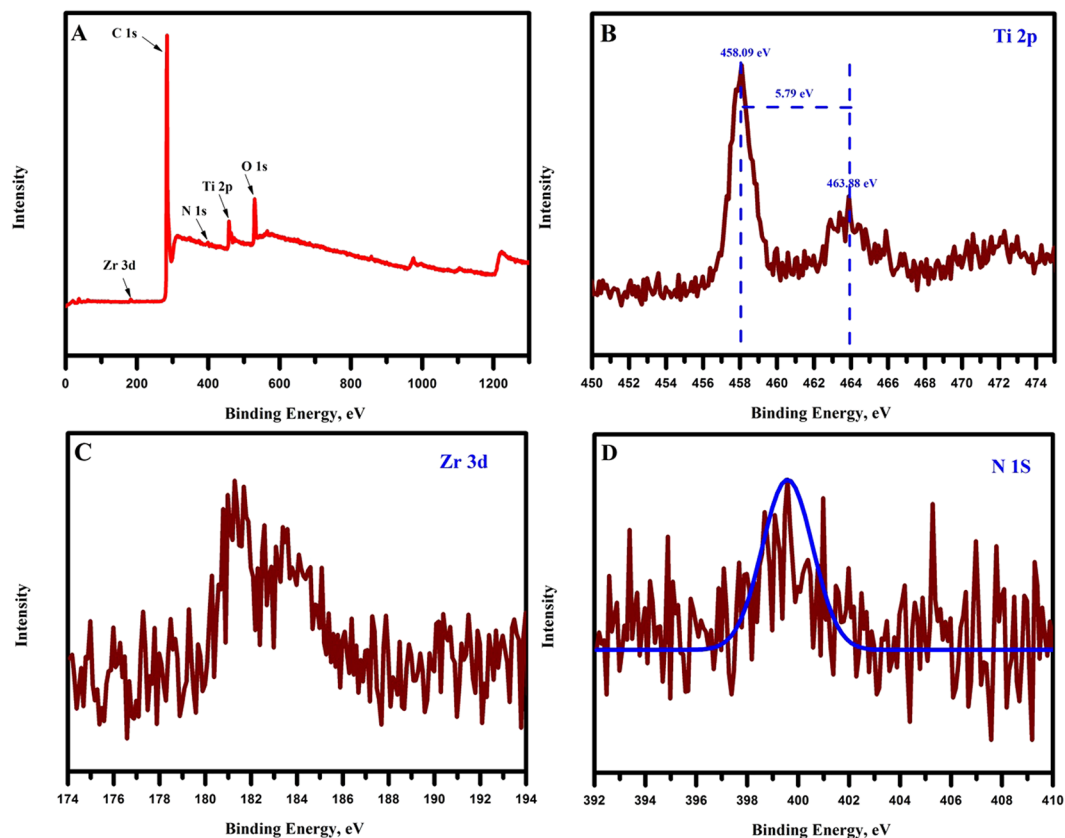 A
C 1s
O 1s
Ti 2p
N 1s
Zr 3d
Intensity
0 200 400 600 800 1000 1200
Binding Energy, eV
B
Ti 2p
458.09 eV
5.79 eV
463.88 eV
Intensity
450 452 454 456 458 460 462 464 466 468 470 472 474
Binding Energy, eV
C
Zr 3d
Intensity
174 176 178 180 182 184 186 188 190 192 194
Binding Energy, eV
D
N 1S
Intensity
392 394 396 398 400 402 404 406 408 410
Binding Energy, eV